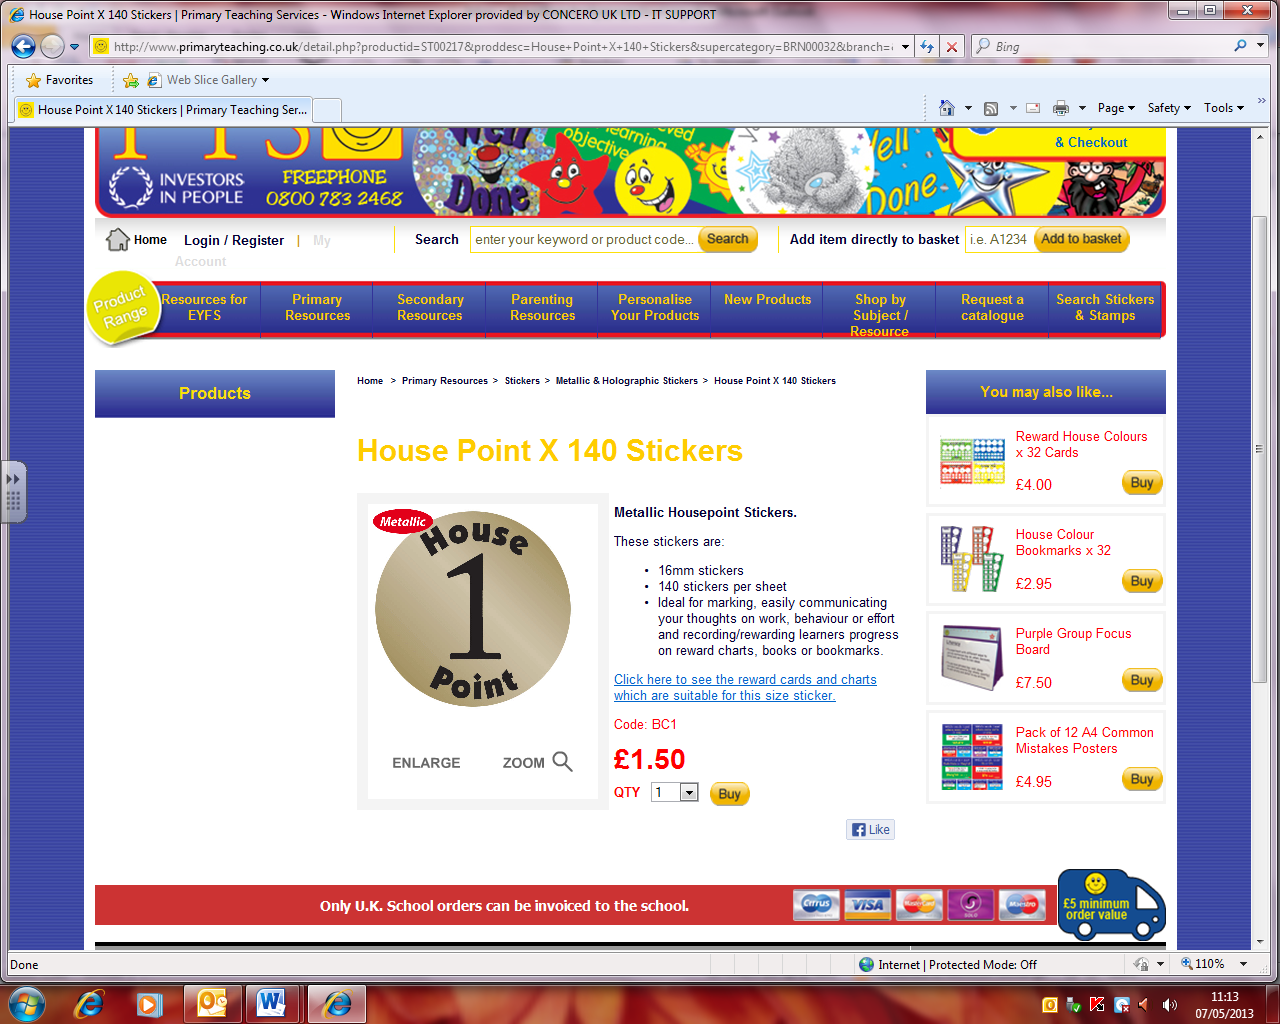 House Point X 140 Stickers | Primary Teaching Services - Windows Internet Explorer provided by CONCERO UK LTD - IT SUPPORT
http://www.primaryteaching.co.uk/detail.php?productid=ST00217&proddesc=House+Point+X+140+Stickers&supercategory=BRN00032&branch=
Bing
Favorites
Web Slice Gallery
House Point X 140 Stickers | Primary Teaching Ser...
Page
Safety
Tools
& Checkout
INVESTORS
IN PEOPLE
FREEPHONE
0800 783 2468
Well
Done
learning
objective
Well
Done
Home
Login / Register | My
Account
Search
enter your keyword or product code...
Search
Add item directly to basket
i.e. A1234
Add to basket
Product
Range
Resources for
EYFS
Primary
Resources
Secondary
Resources
Parenting
Resources
Personalise
Your Products
New Products
Shop by
Subject /
Resource
Request a
catalogue
Search Stickers
& Stamps
Products
Home > Primary Resources > Stickers > Metallic & Holographic Stickers > House Point X 140 Stickers
House Point X 140 Stickers
Metallic
House
1
Point
ENLARGE
ZOOM
Metallic Housepoint Stickers.
These stickers are:
• 16mm stickers
• 140 stickers per sheet
• Ideal for marking, easily communicating
your thoughts on work, behaviour or effort
and recording/rewarding learners progress
on reward charts, books or bookmarks.
Click here to see the reward cards and charts
which are suitable for this size sticker.
Code: BC1
£1.50
QTY 1 Buy
Like
You may also like...
Reward House Colours
x 32 Cards
£4.00 Buy
House Colour
Bookmarks x 32
£2.95 Buy
Purple Group Focus
Board
£7.50 Buy
Pack of 12 A4 Common
Mistakes Posters
£4.95 Buy
Only U.K. School orders can be invoiced to the school.
Cirrus
VISA
MasterCard
SOLO
Maestro
£5 minimum
order value
Done
Internet | Protected Mode: Off
110%
11:13
07/05/2013